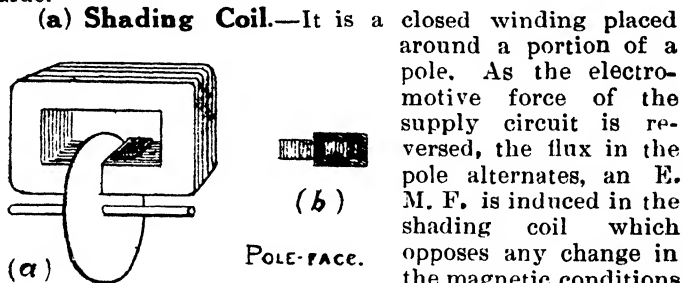 (a) Shading Coil.—It is a closed winding placed
around a portion of a
pole. As the electro-
motive force of the
supply circuit is re-
versed, the flux in the
pole alternates, an E.
M. F. is induced in the
shading coil which
opposes any change in
the magnetic conditions
(a)
(b)
POLE-FACE.